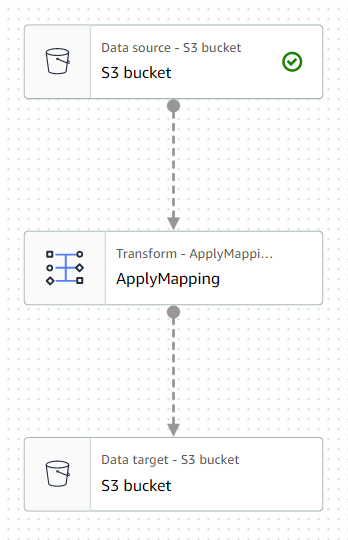 Data source - S3 bucket
S3 bucket
Transform - ApplyMappi...
ApplyMapping
Data target - S3 bucket
S3 bucket